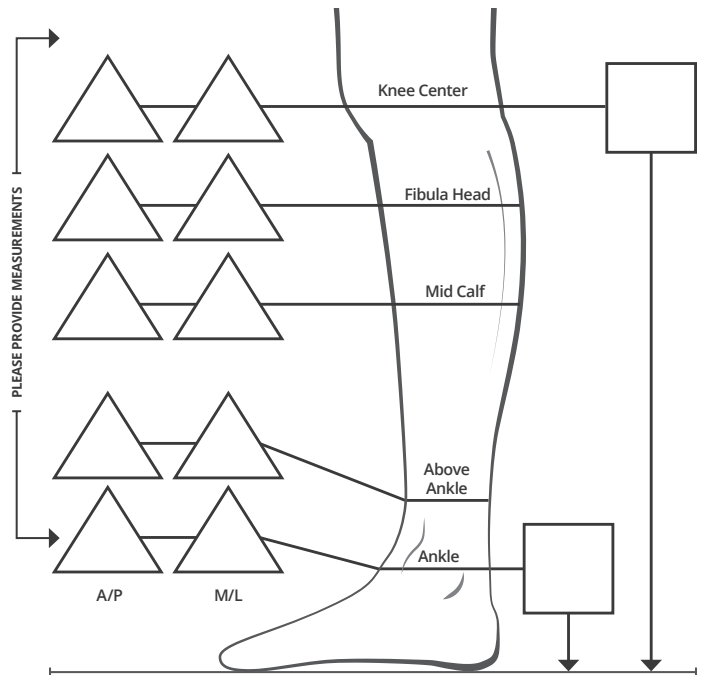 PLEASE PROVIDE MEASUREMENTS
Knee Center
Fibula Head
Mid Calf
Above
Ankle
Ankle
A/P
M/L